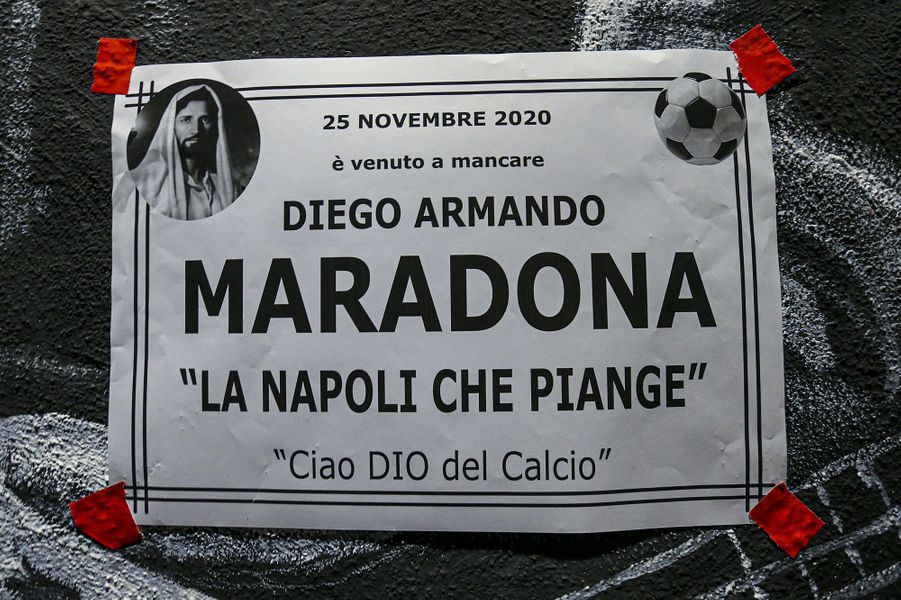 25 NOVEMBRE 2020
è venuto a mancare
DIEGO ARMANDO
MARADONA
“LA NAPOLI CHE PIANGE”
“Ciao DIO del Calcio”